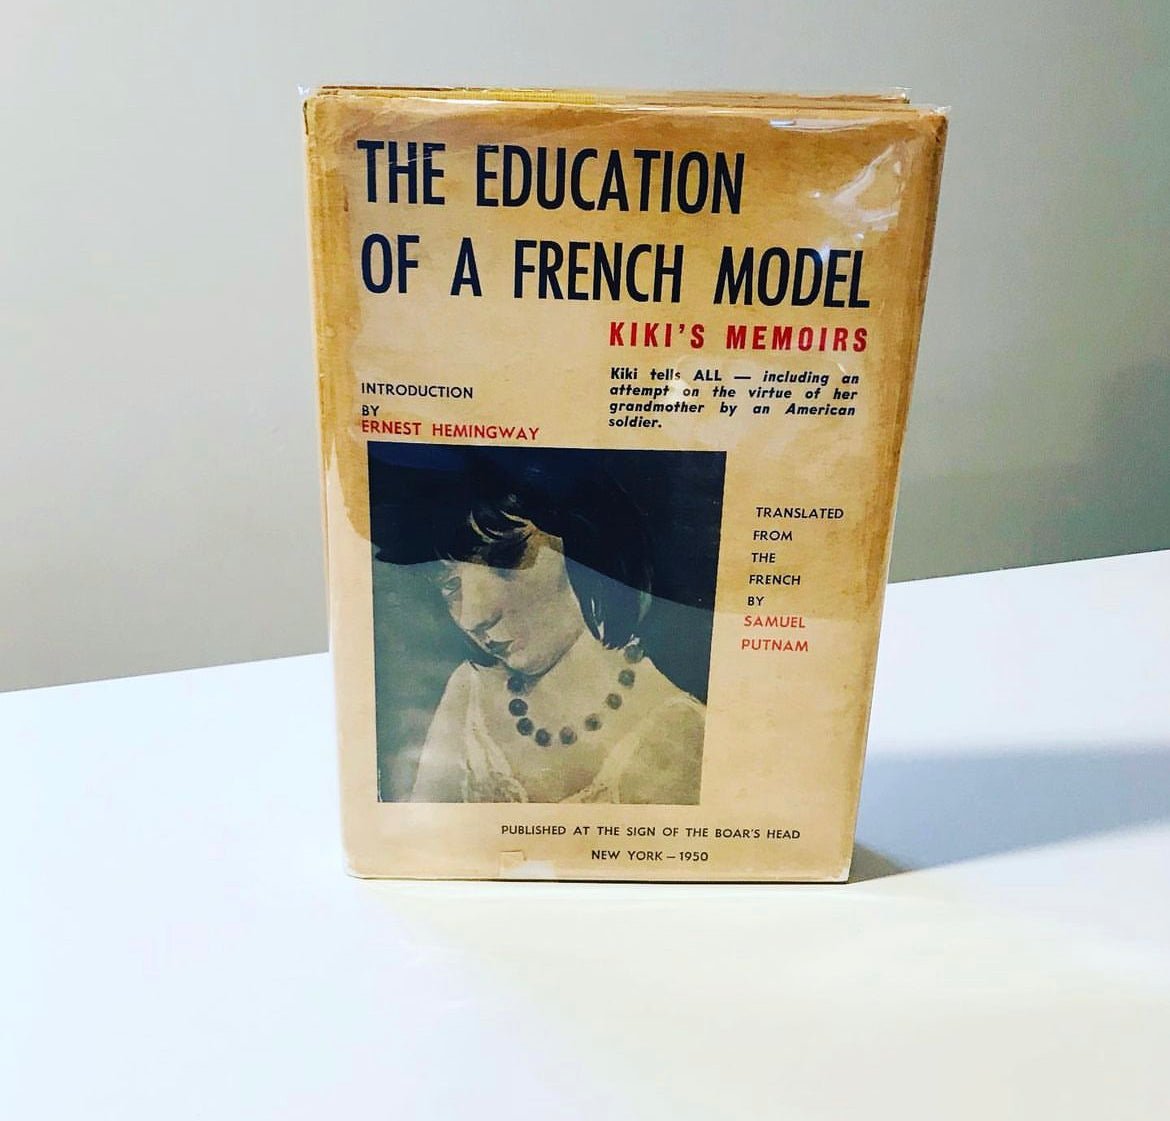 THE EDUCATION
OF A FRENCH MODEL
KIKI'S MEMOIRS
Kiki tells ALL — including an
attempt on the virtue of her
grandmother by an American
soldier.
INTRODUCTION
BY
ERNEST HEMINGWAY
TRANSLATED
FROM
THE
FRENCH
BY
SAMUEL
PUTNAM
PUBLISHED AT THE SIGN OF THE BOAR'S HEAD
NEW YORK – 1950